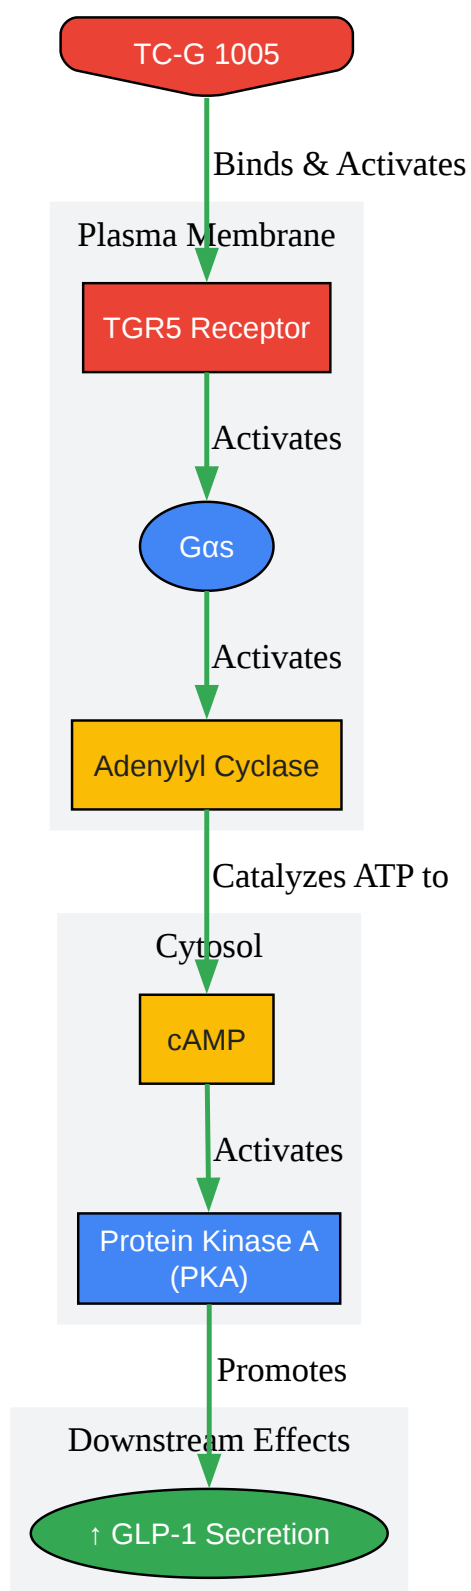 TC-G 1005
Binds & Activates
Plasma Membrane
TGR5 Receptor
Activates
Gαs
Activates
Adenylyl Cyclase
Catalyzes ATP to
Cytosol
cAMP
Activates
Protein Kinase A
(PKA)
Promotes
Downstream Effects
↑ GLP-1 Secretion